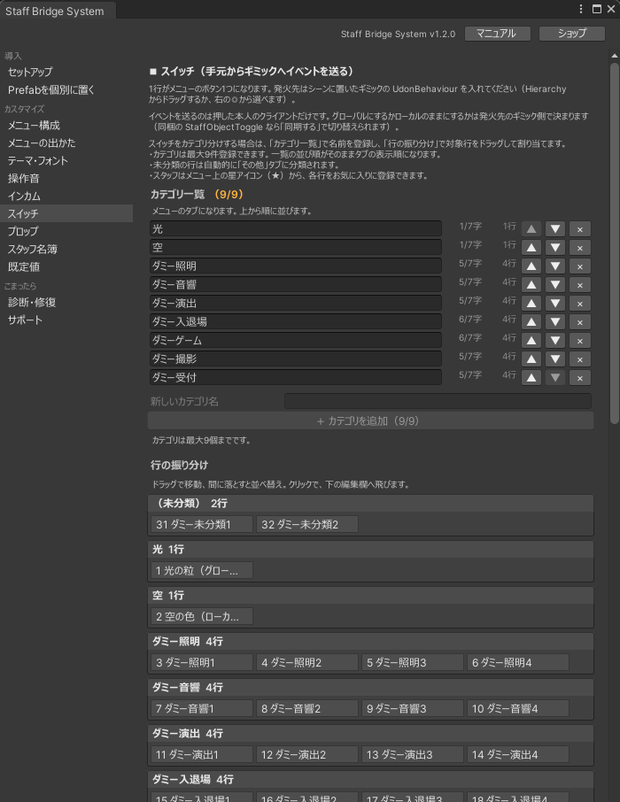 Staff Bridge System
Staff Bridge System v1.2.0
マニュアル
ショップ
導入
セットアップ
Prefabを個別に置く
カスタマイズ
メニュー構成
メニューの出かた
テーマ・フォント
操作音
インカム
スイッチ
プロップ
スタッフ名簿
既定値
こまったら
診断・修復
サポート
■ スイッチ（手元からギミックへイベントを送る）
1行がメニューのボタン1つになります。発火先はシーンに置いたギミックの UdonBehaviour を入れてください（Hierarchy
からドラッグするか、右の⊙から選べます）。
イベントを送るのは押した本人のクライアントだけです。グローバルにするかローカルのままにするかは発火先のギミック側で決まります
（同梱の StaffObjectToggle なら「同期する」で切り替えられます）。
スイッチをカテゴリ分けする場合は、「カテゴリ一覧」で名前を登録し、「行の振り分け」で対象行をドラッグして割り当てます。
・カテゴリは最大9件登録できます。一覧の並び順がそのままタブの表示順になります。
・未分類の行は自動的に「その他」タブに分類されます。
・スタッフはメニュー上の星アイコン（★）から、各行をお気に入りに登録できます。
カテゴリ一覧 （9/9）
メニューのタブになります。上から順に並びます。
光 1/7字 1行 ▲ ▼ ×
空 1/7字 1行 ▲ ▼ ×
ダミー照明 5/7字 4行 ▲ ▼ ×
ダミー音響 5/7字 4行 ▲ ▼ ×
ダミー演出 5/7字 4行 ▲ ▼ ×
ダミー入退場 6/7字 4行 ▲ ▼ ×
ダミーゲーム 6/7字 4行 ▲ ▼ ×
ダミー撮影 5/7字 4行 ▲ ▼ ×
ダミー受付 5/7字 4行 ▲ ▼ ×
新しいカテゴリ名
＋ カテゴリを追加（9/9）
カテゴリは最大9個までです。
行の振り分け
ドラッグで移動、間に落とすと並べ替え。クリックで、下の編集欄へ飛びます。
（未分類） 2行
31 ダミー未分類1 32 ダミー未分類2
光 1行
1 光の粒（グロー...
空 1行
2 空の色（ローカ...
ダミー照明 4行
3 ダミー照明1 4 ダミー照明2 5 ダミー照明3 6 ダミー照明4
ダミー音響 4行
7 ダミー音響1 8 ダミー音響2 9 ダミー音響3 10 ダミー音響4
ダミー演出 4行
11 ダミー演出1 12 ダミー演出2 13 ダミー演出3 14 ダミー演出4
ダミー入退場 4行
15 ダミー入退場1 16 ダミー入退場2 17 ダミー入退場3 18 ダミー入退場4